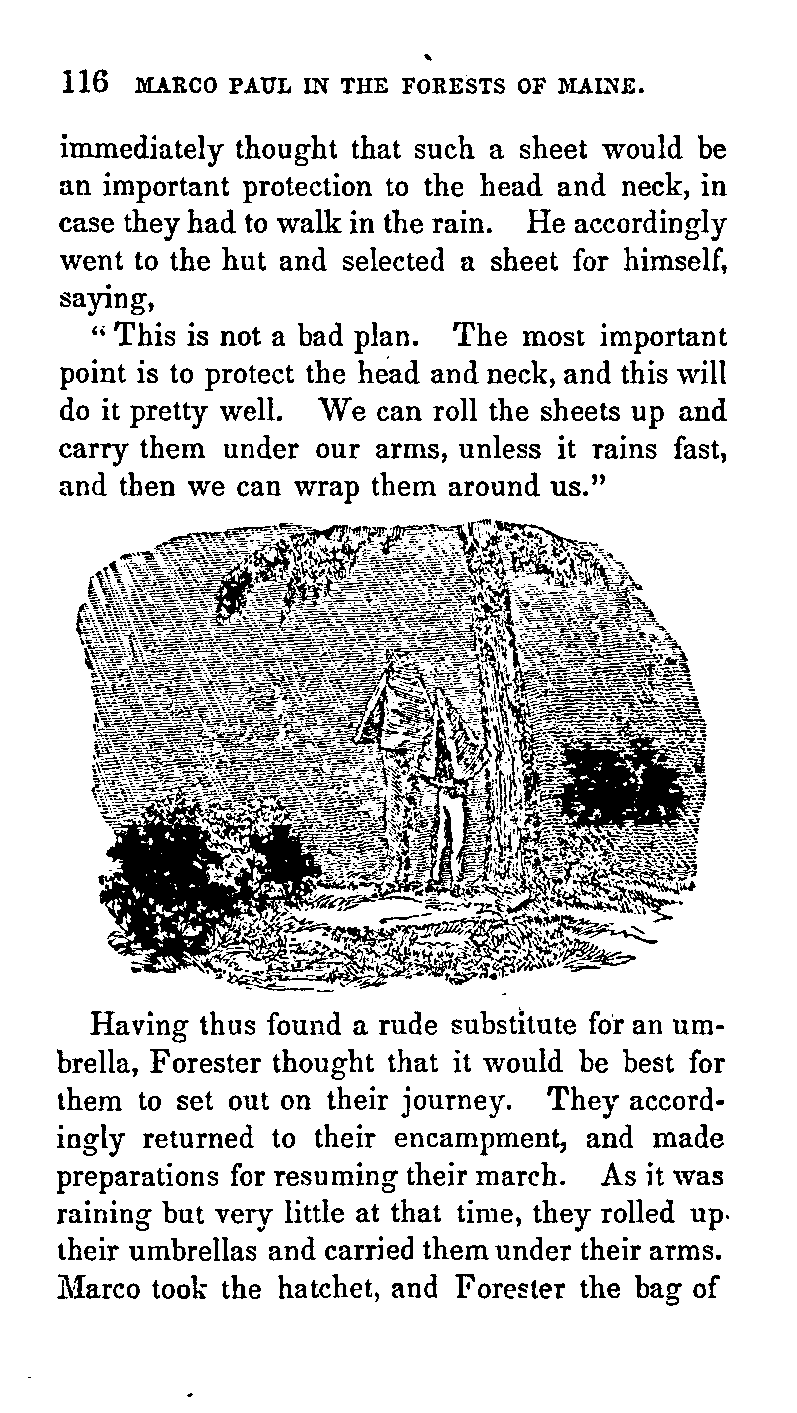 116 MARCO PAUL IN THE FORESTS OF MAINE.
immediately thought that such a sheet would be
an important protection to the head and neck, in
case they had to walk in the rain. He accordingly
went to the hut and selected a sheet for himself,
saying,
“ This is not a bad plan. The most important
point is to protect the head and neck, and this will
do it pretty well. We can roll the sheets up and
carry them under our arms, unless it rains fast,
and then we can wrap them around us.”
Having thus found a rude substitute for an um-
brella, Forester thought that it would be best for
them to set out on their journey. They accord-
ingly returned to their encampment, and made
preparations for resuming their march. As it was
raining but very little at that time, they rolled up
their umbrellas and carried them under their arms.
Marco took the hatchet, and Forester the bag of